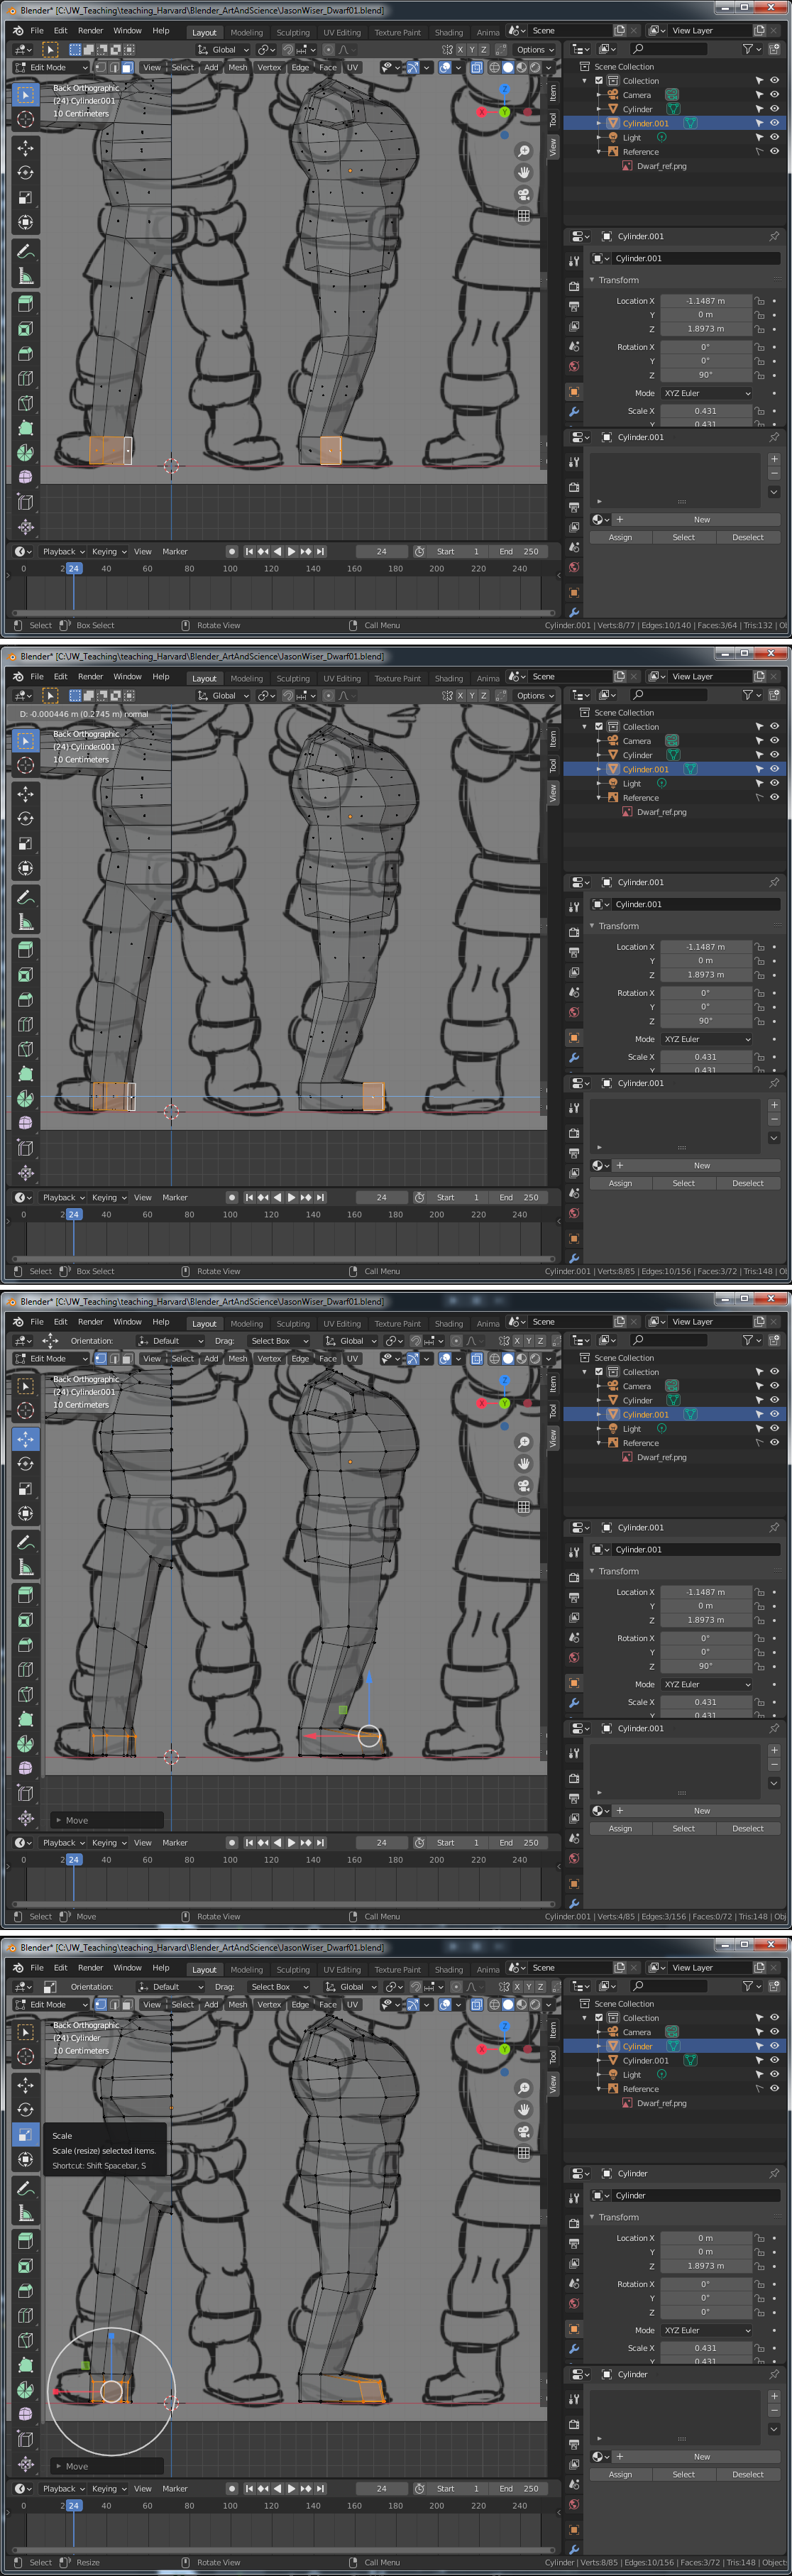 Blender* [C:\UW_Teaching\teaching_Harvard\Blender_ArtAndScience\JasonWiser_Dwarf01.blend]
File Edit Render Window Help Layout Modeling Sculpting UV Editing Texture Paint Shading Anima Scene View Layer
Global X Y Z Options
Edit Mode View Select Add Mesh Vertex Edge Face UV
Back Orthographic
(24) Cylinder.001
10 Centimeters
Z
X Y
Item
Tool
View
Scene Collection
Collection
Camera
Cylinder
Cylinder.001
Light
Reference
Dwarf_ref.png
Cylinder.001
Cylinder.001
Transform
Location X -1.1487 m
Y 0 m
Z 1.8973 m
Rotation X 0°
Y 0°
Z 90°
Mode XYZ Euler
Scale X 0.431
0.431
Cylinder.001
New
Assign Select Deselect
Playback Keying View Marker 24 Start 1 End 250
0 24 40 60 80 100 120 140 160 180 200 220 240
Select Box Select Rotate View Call Menu Cylinder.001 | Verts:8/77 | Edges:10/140 | Faces:3/64 | Tris:132 | Ol
Blender* [C:\UW_Teaching\teaching_Harvard\Blender_ArtAndScience\JasonWiser_Dwarf01.blend]
File Edit Render Window Help Layout Modeling Sculpting UV Editing Texture Paint Shading Anima Scene View Layer
Global X Y Z Options
D: -0.000446 m (0.2745 m) normal
Back Orthographic
(24) Cylinder.001
10 Centimeters
Item
Tool
View
Scene Collection
Collection
Camera
Cylinder
Cylinder.001
Light
Reference
Dwarf_ref.png
Cylinder.001
Cylinder.001
Transform
Location X -1.1487 m
Y 0 m
Z 1.8973 m
Rotation X 0°
Y 0°
Z 90°
Mode XYZ Euler
Scale X 0.431
0.431
Cylinder.001
New
Assign Select Deselect
Playback Keying View Marker 24 Start 1 End 250
0 24 40 60 80 100 120 140 160 180 200 220 240
Select Box Select Rotate View Call Menu Cylinder.001 | Verts:8/85 | Edges:10/156 | Faces:3/72 | Tris:148 | Ol
Blender* [C:\UW_Teaching\teaching_Harvard\Blender_ArtAndScience\JasonWiser_Dwarf01.blend]
File Edit Render Window Help Layout Modeling Sculpting UV Editing Texture Paint Shading Anima Scene View Layer
Orientation: Default Drag: Select Box Global X Y Z Options
Edit Mode View Select Add Mesh Vertex Edge Face UV
Back Orthographic
(24) Cylinder.001
10 Centimeters
Z
X Y
Item
Tool
View
Scene Collection
Collection
Camera
Cylinder
Cylinder.001
Light
Reference
Dwarf_ref.png
Cylinder.001
Cylinder.001
Transform
Location X -1.1487 m
Y 0 m
Z 1.8973 m
Rotation X 0°
Y 0°
Z 90°
Mode XYZ Euler
Scale X 0.431
0.431
Cylinder.001
New
Assign Select Deselect
Move
Playback Keying View Marker 24 Start 1 End 250
0 24 40 60 80 100 120 140 160 180 200 220 240
Select Move Rotate View Call Menu Cylinder.001 | Verts:4/85 | Edges:3/156 | Faces:0/72 | Tris:148 | Obj
Blender* [C:\UW_Teaching\teaching_Harvard\Blender_ArtAndScience\JasonWiser_Dwarf01.blend]
File Edit Render Window Help Layout Modeling Sculpting UV Editing Texture Paint Shading Anima Scene View Layer
Orientation: Default Drag: Select Box Global X Y Z Options
Edit Mode View Select Add Mesh Vertex Edge Face UV
Back Orthographic
(24) Cylinder
10 Centimeters
Z
X Y
Item
Tool
View
Scene Collection
Collection
Camera
Cylinder
Cylinder.001
Light
Reference
Dwarf_ref.png
Scale
Scale (resize) selected items.
Shortcut: Shift Spacebar, S
Cylinder
Cylinder
Transform
Location X 0 m
Y 0 m
Z 1.8973 m
Rotation X 0°
Y 0°
Z 0°
Mode XYZ Euler
Scale X 0.431
0.431
Cylinder
New
Assign Select Deselect
Move
Playback Keying View Marker 24 Start 1 End 250
0 24 40 60 80 100 120 140 160 180 200 220 240
Select Resize Rotate View Call Menu Cylinder | Verts:8/85 | Edges:10/156 | Faces:3/72 | Tris:148 | Object